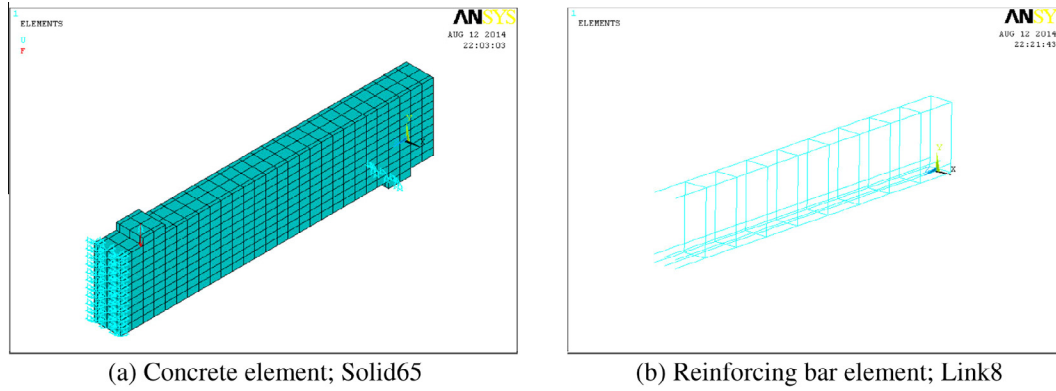 1
ELEMENTS
U
F
ANSYS
AUG 12 2014
22:03:03
Y
X
(a) Concrete element; Solid65
1
ELEMENTS
ANSYS
AUG 12 2014
22:21:43
Y
X
(b) Reinforcing bar element; Link8